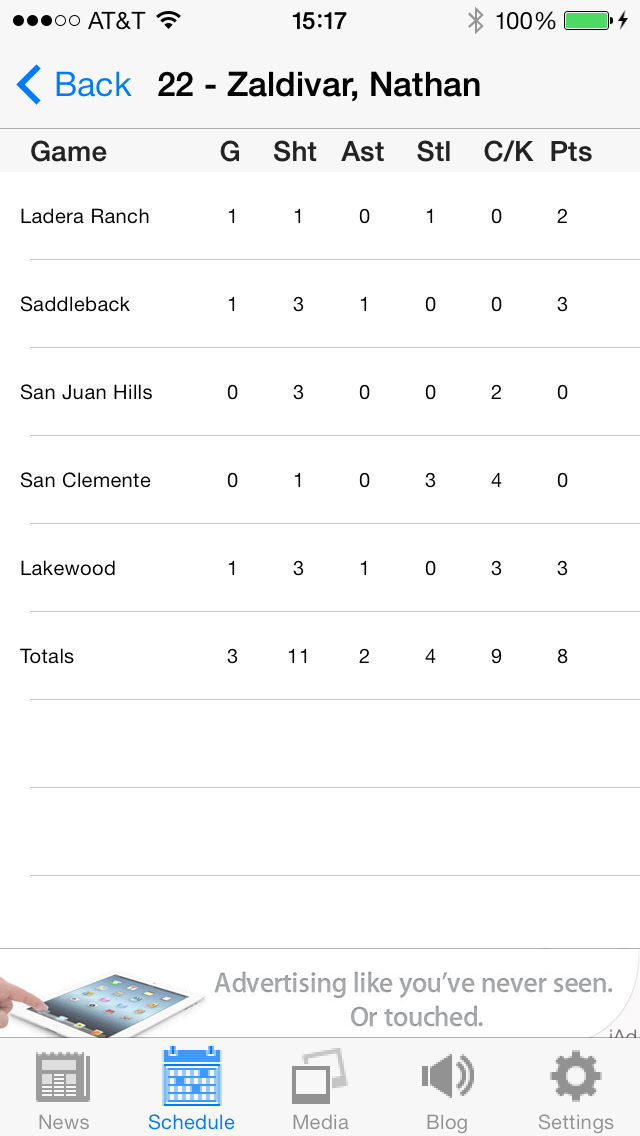 AT&T 15:17 100%
Back 22 - Zaldivar, Nathan
Game G Sht Ast Stl C/K Pts
Ladera Ranch 1 1 0 1 0 2
Saddleback 1 3 1 0 0 3
San Juan Hills 0 3 0 0 2 0
San Clemente 0 1 0 3 4 0
Lakewood 1 3 1 0 3 3
Totals 3 11 2 4 9 8
Advertising like you've never seen.
Or touched.
iAd
News Schedule Media Blog Settings